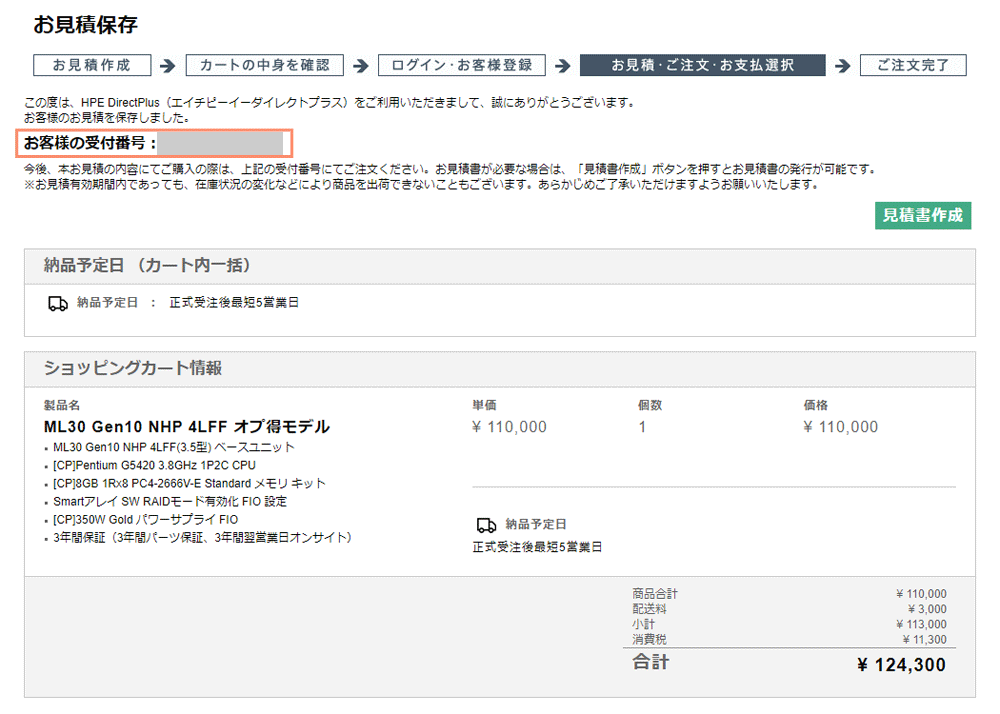 お見積保存
お見積作成 → カートの中身を確認 → ログイン・お客様登録 → お見積・ご注文・お支払選択 → ご注文完了
この度は、HPE DirectPlus（エイチピーイーダイレクトプラス）をご利用いただきまして、誠にありがとうございます。
お客様のお見積を保存しました。
お客様の受付番号：
今後、本お見積の内容にてご購入の際は、上記の受付番号にてご注文ください。お見積書が必要な場合は、「見積書作成」ボタンを押すとお見積書の発行が可能です。
※お見積有効期間内であっても、在庫状況の変化などにより商品を出荷できないこともございます。あらかじめご了承いただけますようお願いいたします。
見積書作成
納品予定日 （カート内一括）
納品予定日 ： 正式受注後最短5営業日
ショッピングカート情報
製品名 単価 個数 価格
ML30 Gen10 NHP 4LFF オプ得モデル ¥ 110,000 1 ¥ 110,000
・ML30 Gen10 NHP 4LFF(3.5型) ベースユニット
・[CP]Pentium G5420 3.8GHz 1P2C CPU
・[CP]8GB 1Rx8 PC4-2666V-E Standard メモリ キット
・Smartアレイ SW RAIDモード有効化 FIO 設定
・[CP]350W Gold パワーサプライ FIO
・3年間保証（3年間パーツ保証、3年間翌営業日オンサイト）
納品予定日
正式受注後最短5営業日
商品合計 ¥ 110,000
配送料 ¥ 3,000
小計 ¥ 113,000
消費税 ¥ 11,300
合計 ¥ 124,300